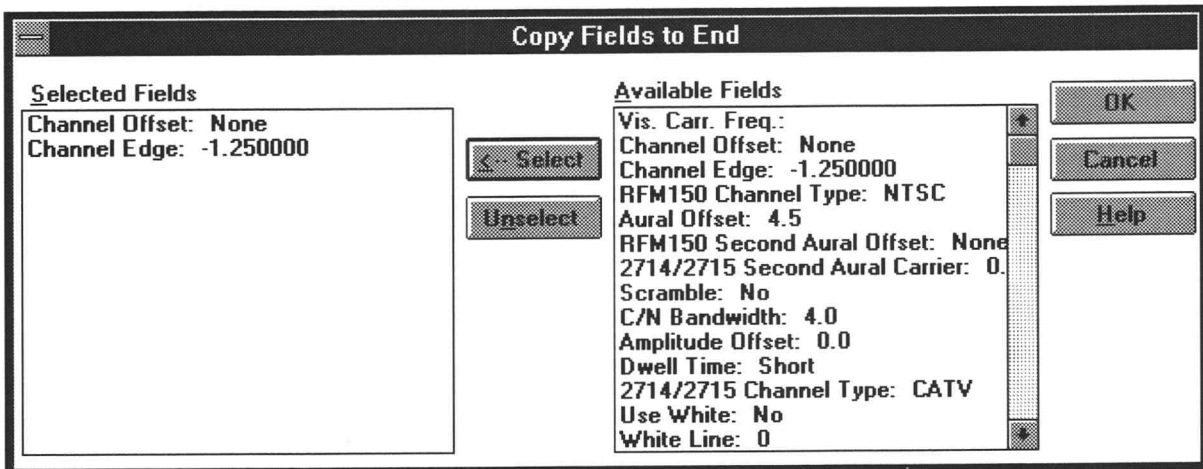 Copy Fields to End
Selected Fields
Channel Offset: None
Channel Edge: -1.250000
<-- Select
Unselect
Available Fields
Vis. Carr. Freq.:
Channel Offset: None
Channel Edge: -1.250000
RFM150 Channel Type: NTSC
Aural Offset: 4.5
RFM150 Second Aural Offset: None
2714/2715 Second Aural Carrier: 0.
Scramble: No
C/N Bandwidth: 4.0
Amplitude Offset: 0.0
Dwell Time: Short
2714/2715 Channel Type: CATV
Use White: No
White Line: 0
OK
Cancel
Help